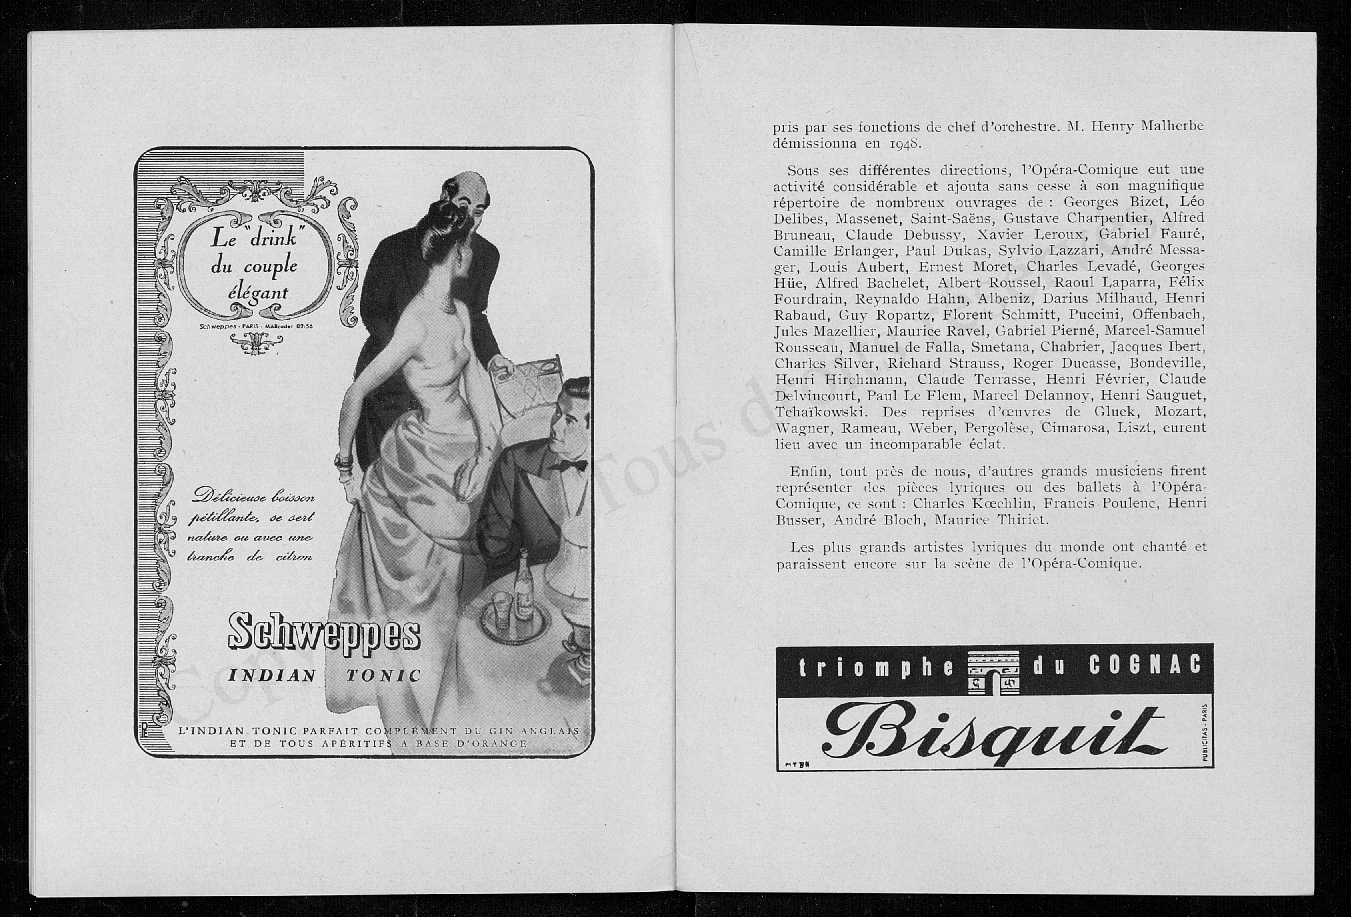 Le "drink"
du couple
élégant
Schweppes - PARIS - MARcadet 07-56
Délicieuse boisson
pétillante, se sert
nature ou avec une
tranche de citron
Schweppes
INDIAN TONIC
L'INDIAN TONIC PARFAIT COMPLÉMENT DU GIN ANGLAIS
ET DE TOUS APÉRITIFS A BASE D'ORANGE
pris par ses fonctions de chef d'orchestre. M. Henry Malherbe
démissionna en 1948.
Sous ses différentes directions, l'Opéra-Comique eut une
activité considérable et ajouta sans cesse à son magnifique
répertoire de nombreux ouvrages de : Georges Bizet, Léo
Delibes, Massenet, Saint-Saëns, Gustave Charpentier, Alfred
Bruneau, Claude Debussy, Xavier Leroux, Gabriel Fauré,
Camille Erlanger, Paul Dukas, Sylvio Lazzari, André Messa-
ger, Louis Aubert, Ernest Moret, Charles Levadé, Georges
Hüe, Alfred Bachelet, Albert Roussel, Raoul Laparra, Félix
Fourdrain, Reynaldo Hahn, Albeniz, Darius Milhaud, Henri
Rabaud, Guy Ropartz, Florent Schmitt, Puccini, Offenbach,
Jules Mazellier, Maurice Ravel, Gabriel Pierné, Marcel-Samuel
Rousseau, Manuel de Falla, Smetana, Chabrier, Jacques Ibert,
Charles Silver, Richard Strauss, Roger Ducasse, Bondeville,
Henri Hirchmann, Claude Terrasse, Henri Février, Claude
Delvincourt, Paul Le Flem, Marcel Delannoy, Henri Sauguet,
Tchaïkowski. Des reprises d'œuvres de Gluck, Mozart,
Wagner, Rameau, Weber, Pergolèse, Cimarosa, Liszt, eurent
lieu avec un incomparable éclat.
Enfin, tout près de nous, d'autres grands musiciens firent
représenter des pièces lyriques ou des ballets à l'Opéra-
Comique, ce sont : Charles Kœchlin, Francis Poulenc, Henri
Busser, André Bloch, Maurice Thiriet.
Les plus grands artistes lyriques du monde ont chanté et
paraissent encore sur la scène de l'Opéra-Comique.
triomphe du COGNAC
Bisquit
PUBLICITAS - PARIS